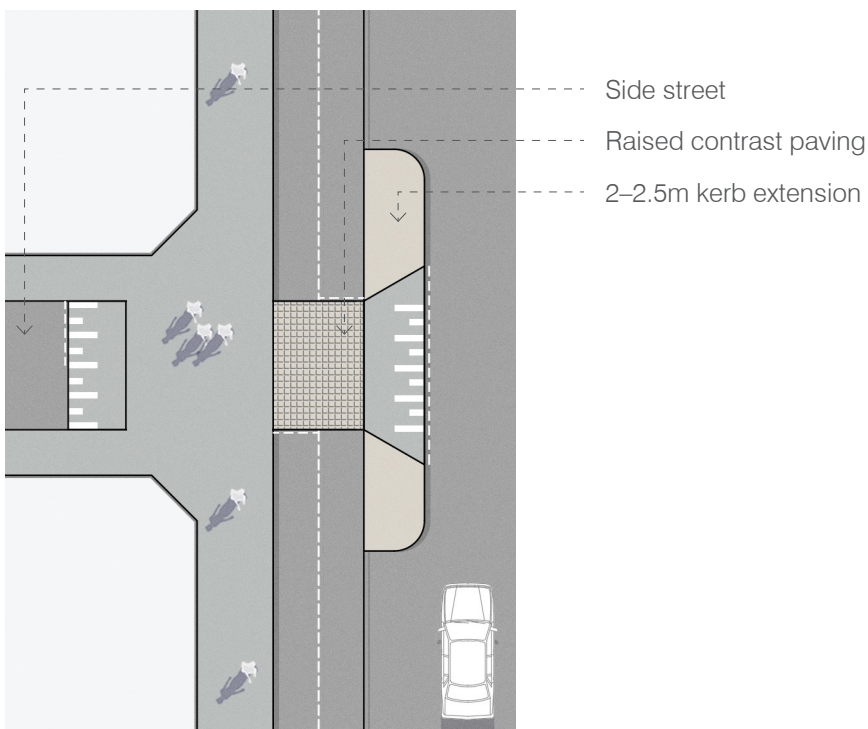 Side street
Raised contrast paving
2–2.5m kerb extension